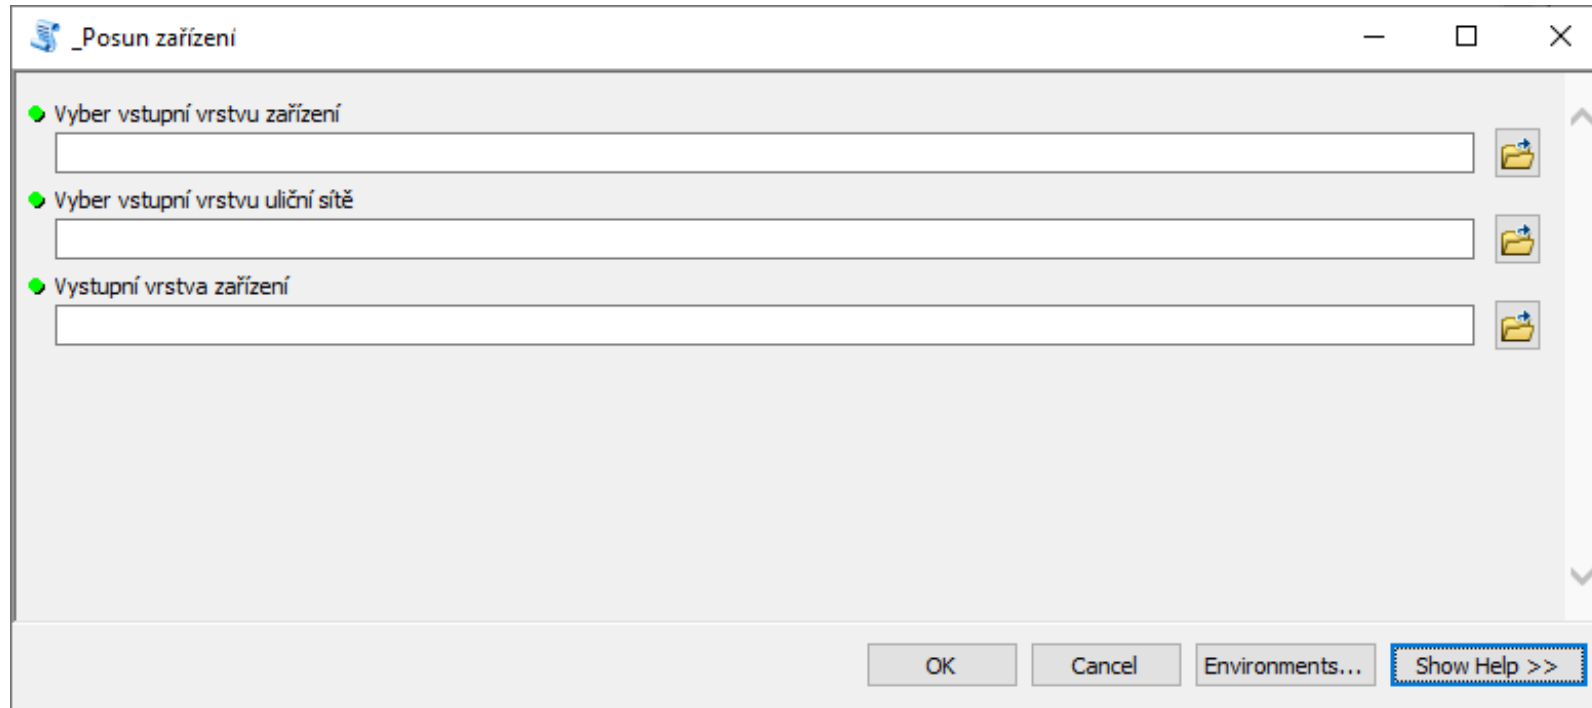 _Posun zařízení
Vyber vstupní vrstvu zařízení
Vyber vstupní vrstvu uliční sítě
Vystupní vrstva zařízení
OK Cancel Environments... Show Help >>